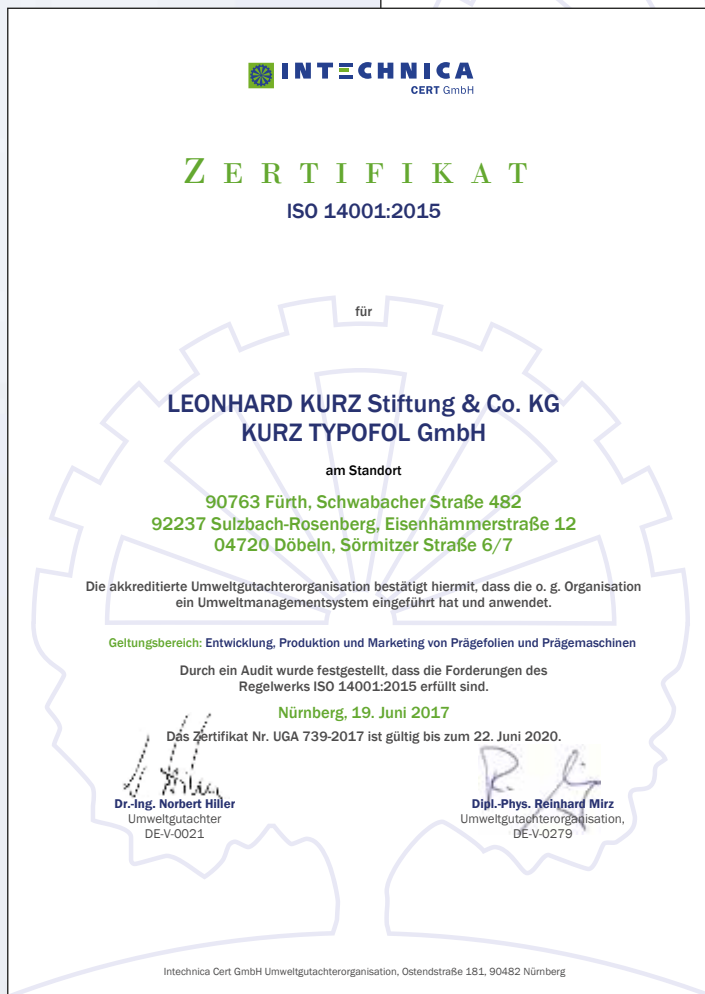 INTECHNICA
CERT GmbH
ZERTIFIKAT
ISO 14001:2015
für
LEONHARD KURZ Stiftung & Co. KG
KURZ TYPOFOL GmbH
am Standort
90763 Fürth, Schwabacher Straße 482
92237 Sulzbach-Rosenberg, Eisenhämmerstraße 12
04720 Döbeln, Sörmitzer Straße 6/7
Die akkreditierte Umweltgutachterorganisation bestätigt hiermit, dass die o. g. Organisation
ein Umweltmanagementsystem eingeführt hat und anwendet.
Geltungsbereich: Entwicklung, Produktion und Marketing von Prägefolien und Prägemaschinen
Durch ein Audit wurde festgestellt, dass die Forderungen des
Regelwerks ISO 14001:2015 erfüllt sind.
Nürnberg, 19. Juni 2017
Das Zertifikat Nr. UGA 739-2017 ist gültig bis zum 22. Juni 2020.
Dr.-Ing. Norbert Hiller
Umweltgutachter
DE-V-0021
Dipl.-Phys. Reinhard Mirz
Umweltgutachterorganisation,
DE-V-0279
Intechnica Cert GmbH Umweltgutachterorganisation, Ostendstraße 181, 90482 Nürnberg